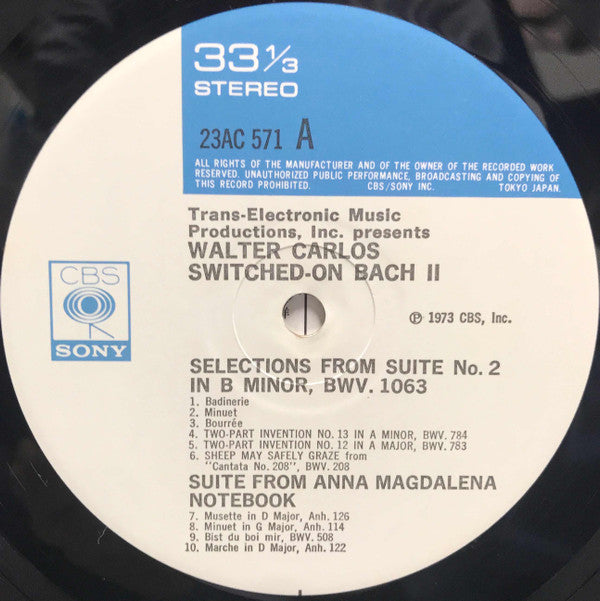 33 1/3
STEREO
23AC 571 A
ALL RIGHTS OF THE MANUFACTURER AND OF THE OWNER OF THE RECORDED WORK
RESERVED. UNAUTHORIZED PUBLIC PERFORMANCE, BROADCASTING AND COPYING OF
THIS RECORD PROHIBITED. CBS/SONY INC. TOKYO JAPAN.
Trans-Electronic Music
Productions, Inc. presents
WALTER CARLOS
SWITCHED-ON BACH II
CBS
SONY
Ⓟ 1973 CBS, Inc.
SELECTIONS FROM SUITE No. 2
IN B MINOR, BWV. 1063
1. Badinerie
2. Minuet
3. Bourrée
4. TWO-PART INVENTION NO. 13 IN A MINOR, BWV. 784
5. TWO-PART INVENTION NO. 12 IN A MAJOR, BWV. 783
6. SHEEP MAY SAFELY GRAZE from
"Cantata No. 208", BWV. 208
SUITE FROM ANNA MAGDALENA
NOTEBOOK
7. Musette in D Major, Anh. 126
8. Minuet in G Major, Anh. 114
9. Bist du boi mir, BWV. 508
10. Marche in D Major, Anh. 122